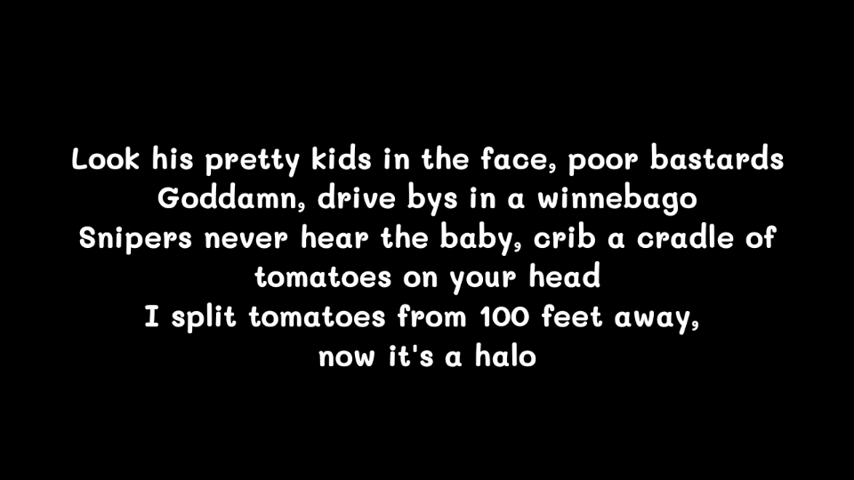 Look his pretty kids in the face, poor bastards
Goddamn, drive bys in a winnebago
Snipers never hear the baby, crib a cradle of
tomatoes on your head
I split tomatoes from 100 feet away,
now it's a halo